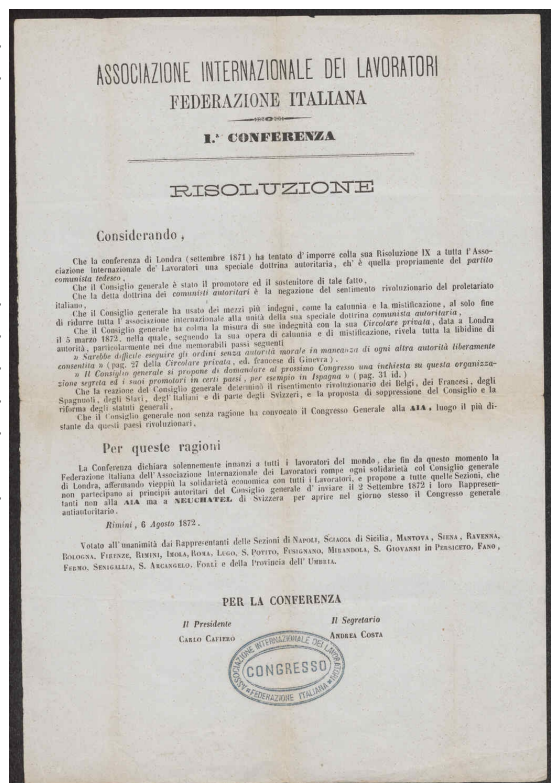 ASSOCIAZIONE INTERNAZIONALE DEI LAVORATORI
FEDERAZIONE ITALIANA
1.ª CONFERENZA
RISOLUZIONE
Considerando,
Che la conferenza di Londra (settembre 1871) ha tentato d'imporre colla sua Risoluzione IX a tutta l'Asso-
ciazione Internazionale de' Lavoratori una speciale dottrina autoritaria, ch'è quella propriamente del partito
comunista tedesco,
Che il Consiglio generale è stato il promotore ed il sostenitore di tale fatto,
Che la detta dottrina dei comunisti autoritari è la negazione del sentimento rivoluzionario del proletariato
italiano,
Che il Consiglio generale ha usato dei mezzi più indegni, come la calunnia e la mistificazione, al solo fine
di ridurre tutta l'associazione internazionale alla unità della sua speciale dottrina comunista autoritaria,
Che il Consiglio generale ha colma la misura di sue indegnità con la sua Circolare privata, data a Londra
il 5 marzo 1872, nella quale, seguendo la sua opera di calunnia e di mistificazione, rivela tutta la libidine di
autorità, particolarmente nei due memorabili passi seguenti
» Sarebbe difficile eseguire gli ordini senza autorità morale in mancanza di ogni altra autorità liberamente
consentita » (pag. 27 della Circolare privata, ed. francese di Ginevra),
» Il Consiglio generale si propone di domandare al prossimo Congresso una inchiesta su questa organizza-
zione segreta ed i suoi promotori in certi paesi, per esempio in Ispagna » (pag. 31 id.)
Che la reazione del Consiglio generale determinò il risentimento rivoluzionario dei Belgi, dei Francesi, degli
Spagnuoli, degli Slavi, degl'Italiani e di parte degli Svizzeri, e la proposta di soppressione del Consiglio e la
riforma degli statuti generali,
Che il Consiglio generale non senza ragione ha convocato il Congresso Generale alla AIA, luogo il più di-
stante da questi paesi rivoluzionari,
Per queste ragioni
La Conferenza dichiara solennemente innanzi a tutti i lavoratori del mondo, che fin da questo momento la
Federazione italiana dell'Associazione Internazionale dei Lavoratori rompe ogni solidarietà col Consiglio generale
di Londra, affermando vieppiù la solidarietà economica con tutti i Lavoratori, e propone a tutte quelle Sezioni, che
non partecipano ai principii autoritari del Consiglio generale d'inviare il 2 Settembre 1872 i loro Rappresen-
tanti non alla AIA ma a NEUCHATEL di Svizzera per aprire nel giorno stesso il Congresso generale
antiautoritario.
Rimini, 6 Agosto 1872.
Votato all'unanimità dai Rappresentanti delle Sezioni di NAPOLI, SCIACCA di Sicilia, MANTOVA, SIENA, RAVENNA,
BOLOGNA, FIRENZE, RIMINI, IMOLA, ROMA, LUGO, S. POTITO, FUSIGNANO, MIRANDOLA, S. GIOVANNI in PERSICETO, FANO,
FERMO, SENIGALLIA, S. ARCANGELO, FORLÌ e della Provincia dell'UMBRIA.
PER LA CONFERENZA
Il Presidente Il Segretario
CARLO CAFIERO ANDREA COSTA
ASSOCIAZIONE INTERNAZIONALE DEI LAVORATORI
CONGRESSO
FEDERAZIONE ITALIANA